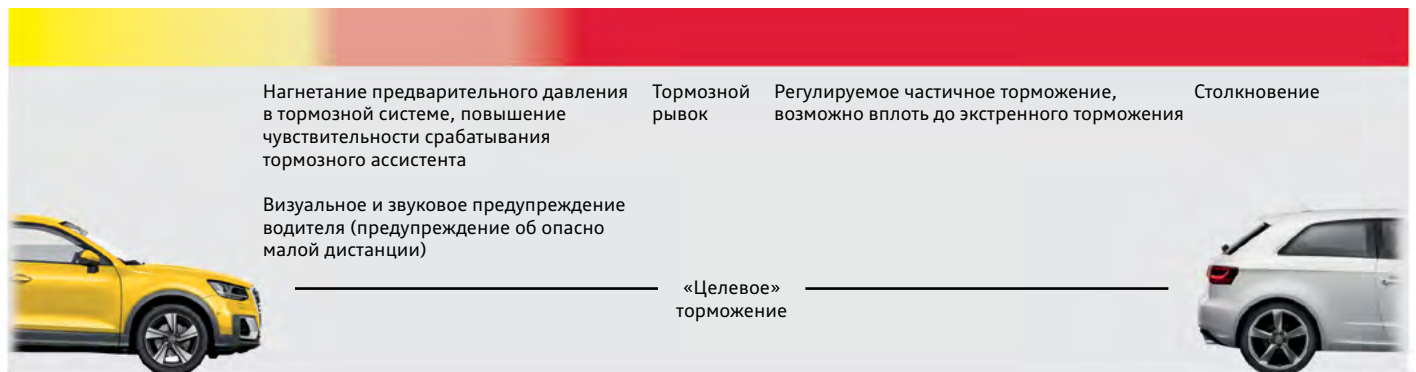 Нагнетание предварительного давления
в тормозной системе, повышение
чувствительности срабатывания
тормозного ассистента
Визуальное и звуковое предупреждение
водителя (предупреждение об опасно
малой дистанции)
Тормозной
рывок
Регулируемое частичное торможение,
возможно вплоть до экстренного торможения
Столкновение
«Целевое»
торможение